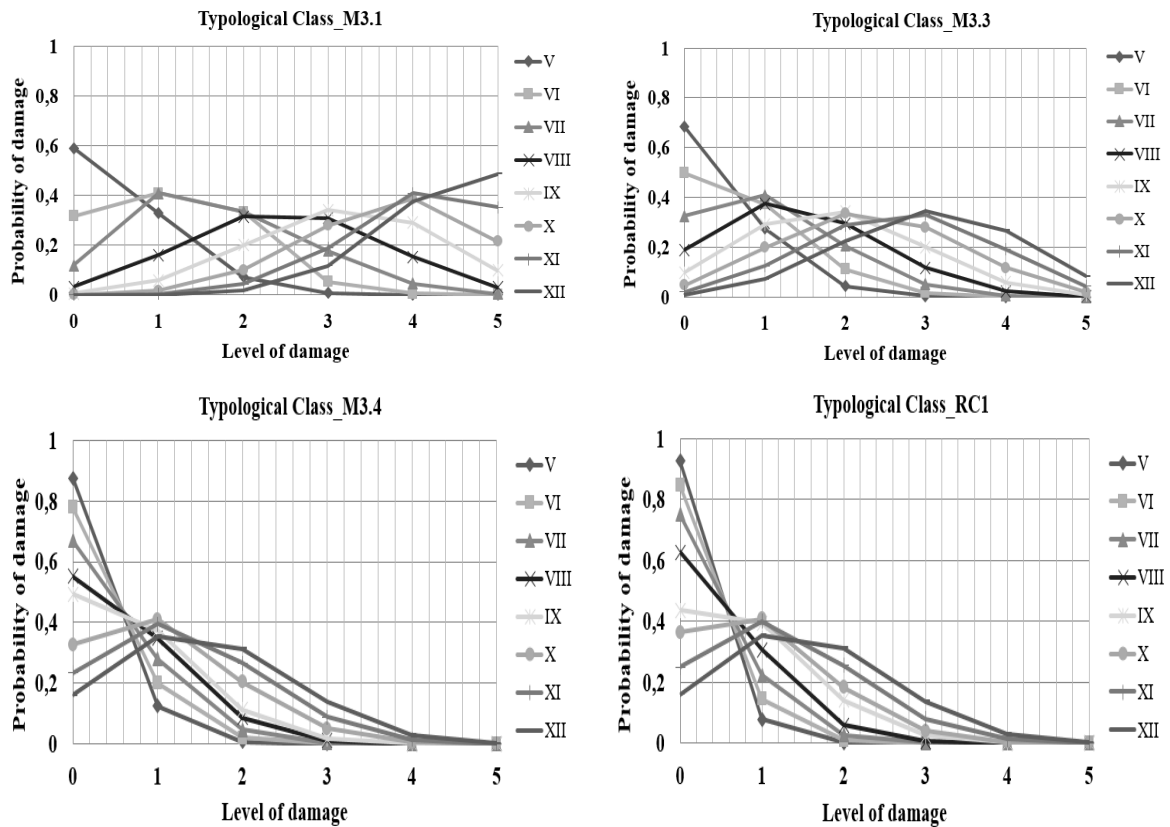 Typological Class_M3.1
Probability of damage
1
0,8
0,6
0,4
0,2
0
0 1 2 3 4 5
Level of damage
V
VI
VII
VIII
IX
X
XI
XII
Typological Class_M3.3
Probability of damage
1
0,8
0,6
0,4
0,2
0
0 1 2 3 4 5
Level of damage
V
VI
VII
VIII
IX
X
XI
XII
Typological Class_M3.4
Probability of damage
1
0,8
0,6
0,4
0,2
0
0 1 2 3 4 5
Level of damage
V
VI
VII
VIII
IX
X
XI
XII
Typological Class_RC1
Probability of damage
1
0,8
0,6
0,4
0,2
0
0 1 2 3 4 5
Level of damage
V
VI
VII
VIII
IX
X
XI
XII